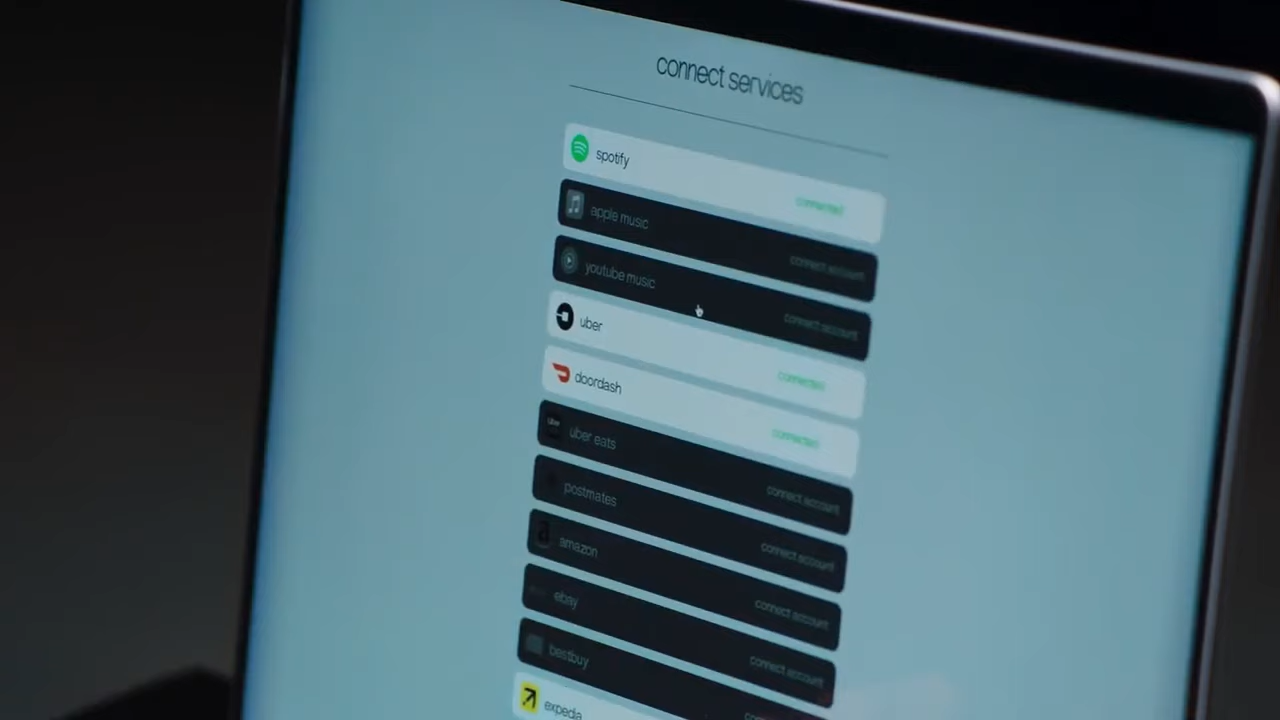 connect services
spotify
connected
apple music
connect account
youtube music
connect account
uber
connected
doordash
connected
uber eats
connect account
postmates
connect account
amazon
connect account
ebay
connect account
bestbuy
expedia